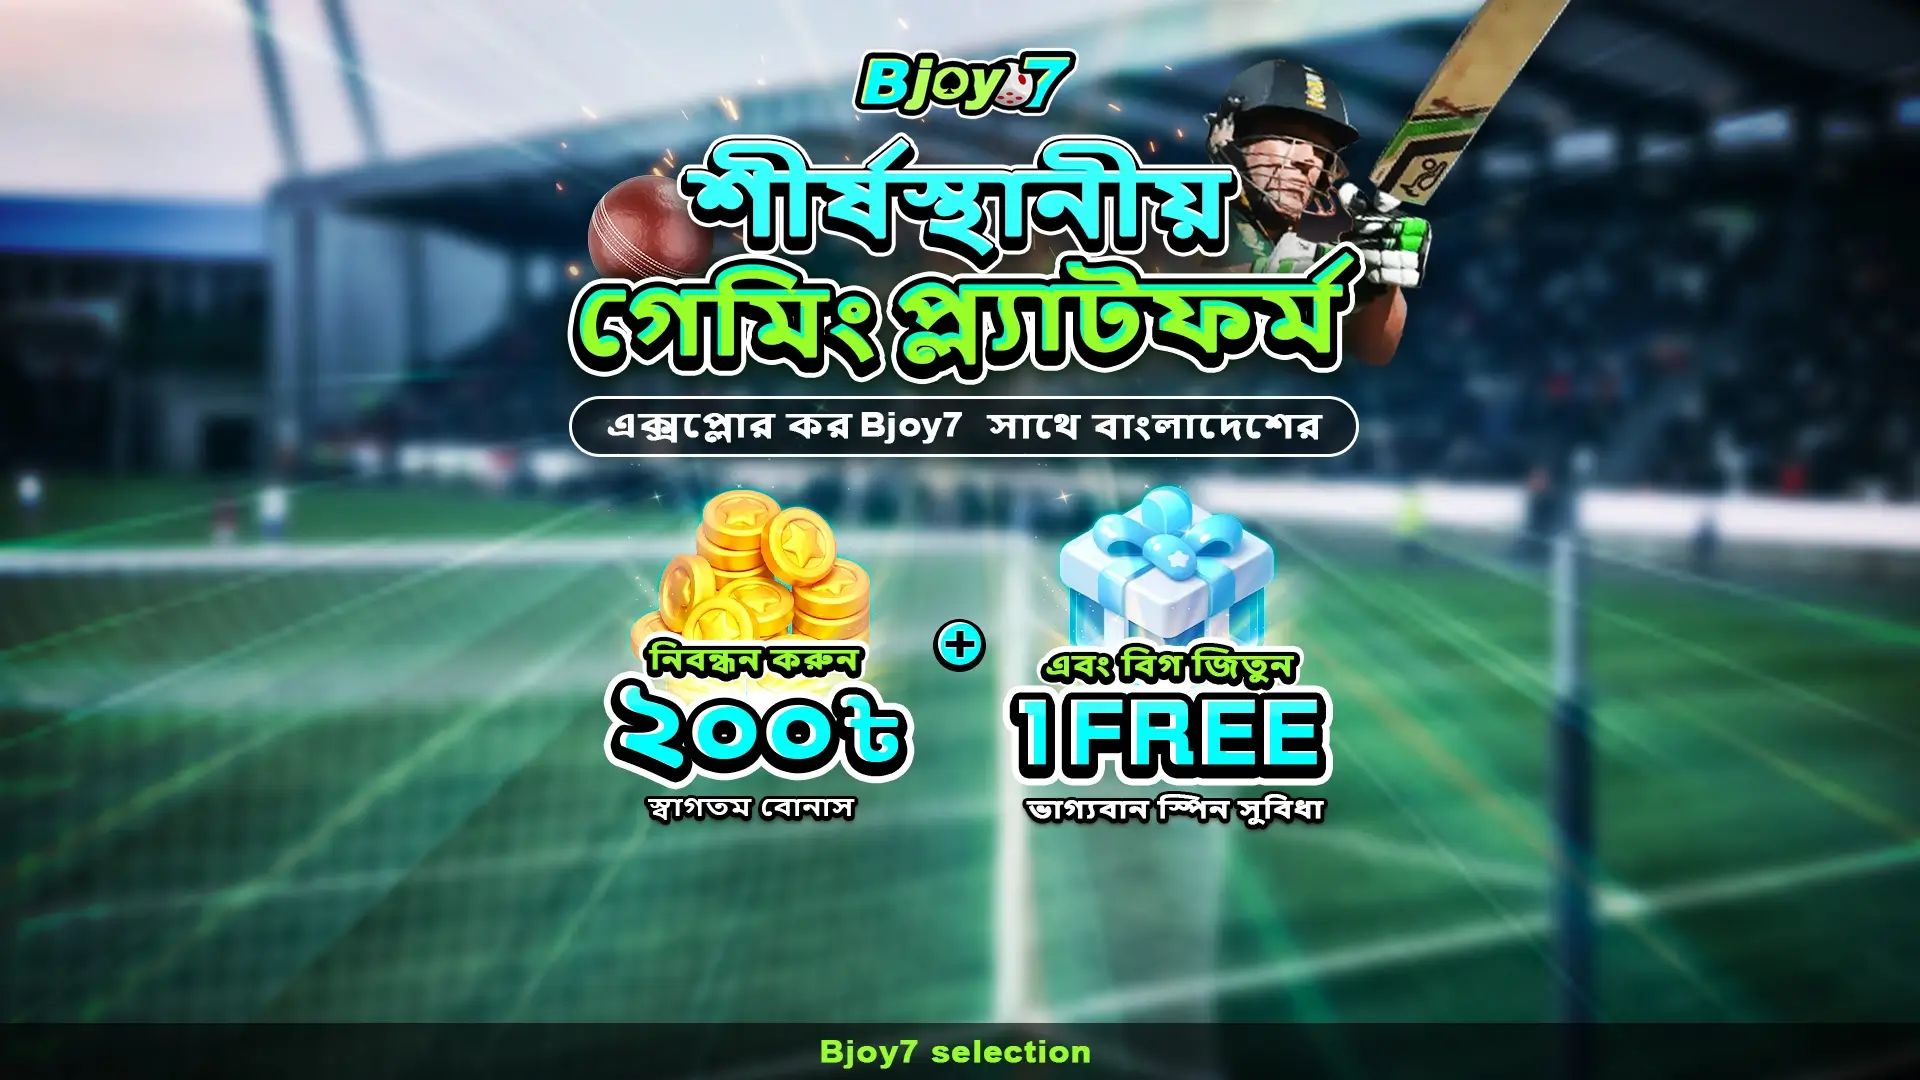 Bjoy7
শীর্ষস্থানীয়
গেমিং প্ল্যাটফর্ম
এক্সপ্লোর কর Bjoy7 সাথে বাংলাদেশের
নিবন্ধন করুন
২০০৳
স্বাগতম বোনাস
+
এবং বিগ জিতুন
1FREE
ভাগ্যবান স্পিন সুবিধা
Bjoy7 selection